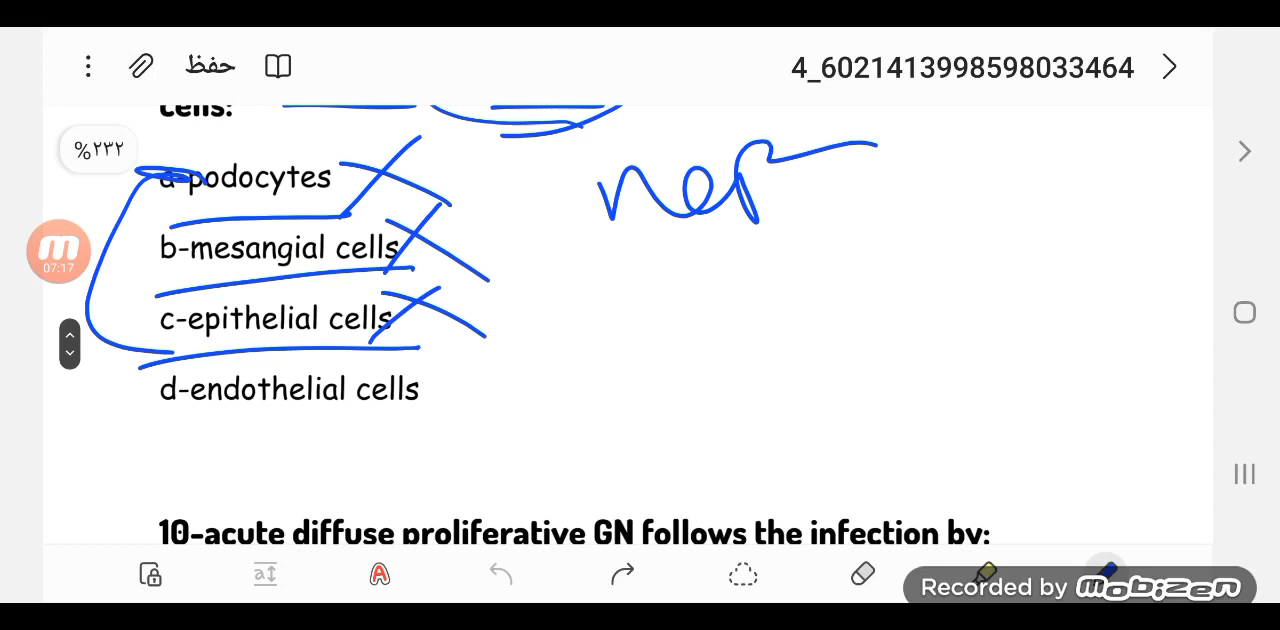 حفظ
4_6021413998598033464
cells:
%٢٣٢
a-podocytes
07:17
b-mesangial cells
c-epithelial cells
d-endothelial cells
10-acute diffuse proliferative GN follows the infection by:
Recorded by mobizen